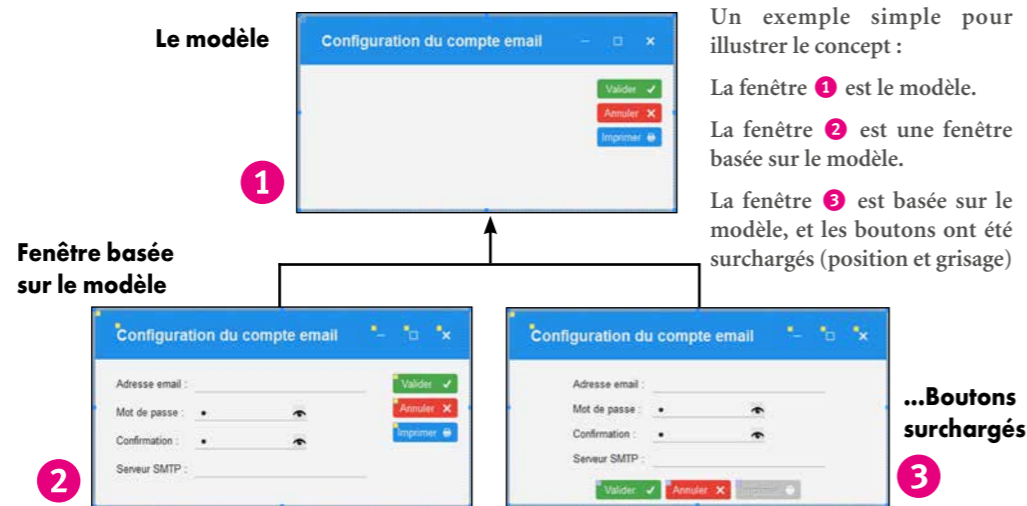 Le modèle
Configuration du compte email
Valider
Annuler
Imprimer
1
Un exemple simple pour
illustrer le concept :
La fenêtre 1 est le modèle.
La fenêtre 2 est une fenêtre
basée sur le modèle.
La fenêtre 3 est basée sur le
modèle, et les boutons ont été
surchargés (position et grisage)
Fenêtre basée
sur le modèle
Configuration du compte email
Adresse email :
Mot de passe :
Confirmation :
Serveur SMTP :
Valider
Annuler
Imprimer
2
Configuration du compte email
Adresse email :
Mot de passe :
Confirmation :
Serveur SMTP :
Valider
Annuler
Imprimer
...Boutons
surchargés
3